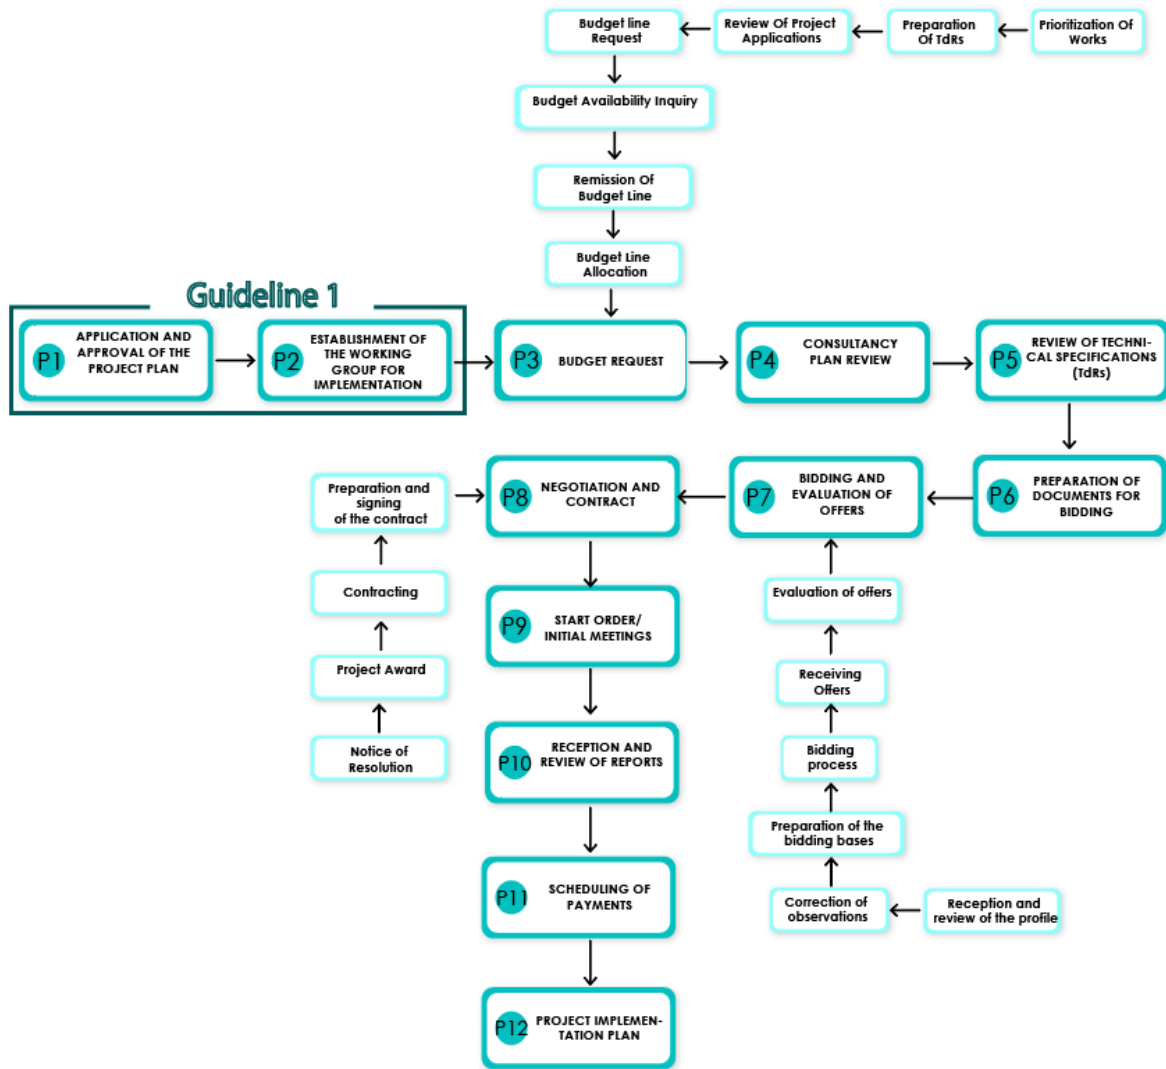 Budget line
Request
Review Of Project
Applications
Preparation
Of TdRs
Prioritization Of
Works
Budget Availability Inquiry
Remission Of
Budget Line
Budget Line
Allocation
Guideline 1
P1
APPLICATION AND
APPROVAL OF THE
PROJECT PLAN
P2
ESTABLISHMENT OF
THE WORKING
GROUP FOR
IMPLEMENTATION
P3
BUDGET REQUEST
P4
CONSULTANCY
PLAN REVIEW
P5
REVIEW OF TECHNI-
CAL SPECIFICATIONS
(TdRs)
Preparation and
signing
of the contract
P8
NEGOTIATION AND
CONTRACT
P7
BIDDING AND
EVALUATION OF
OFFERS
P6
PREPARATION OF
DOCUMENTS FOR
BIDDING
Contracting
P9
START ORDER/
INITIAL MEETINGS
Evaluation of offers
Project Award
Receiving
Offers
Notice of
Resolution
P10
RECEPTION AND
REVIEW OF REPORTS
Bidding
process
Preparation of the
bidding bases
P11
SCHEDULING OF
PAYMENTS
Correction of
observations
Reception and
review of the profile
P12
PROJECT IMPLEMEN-
TATION PLAN